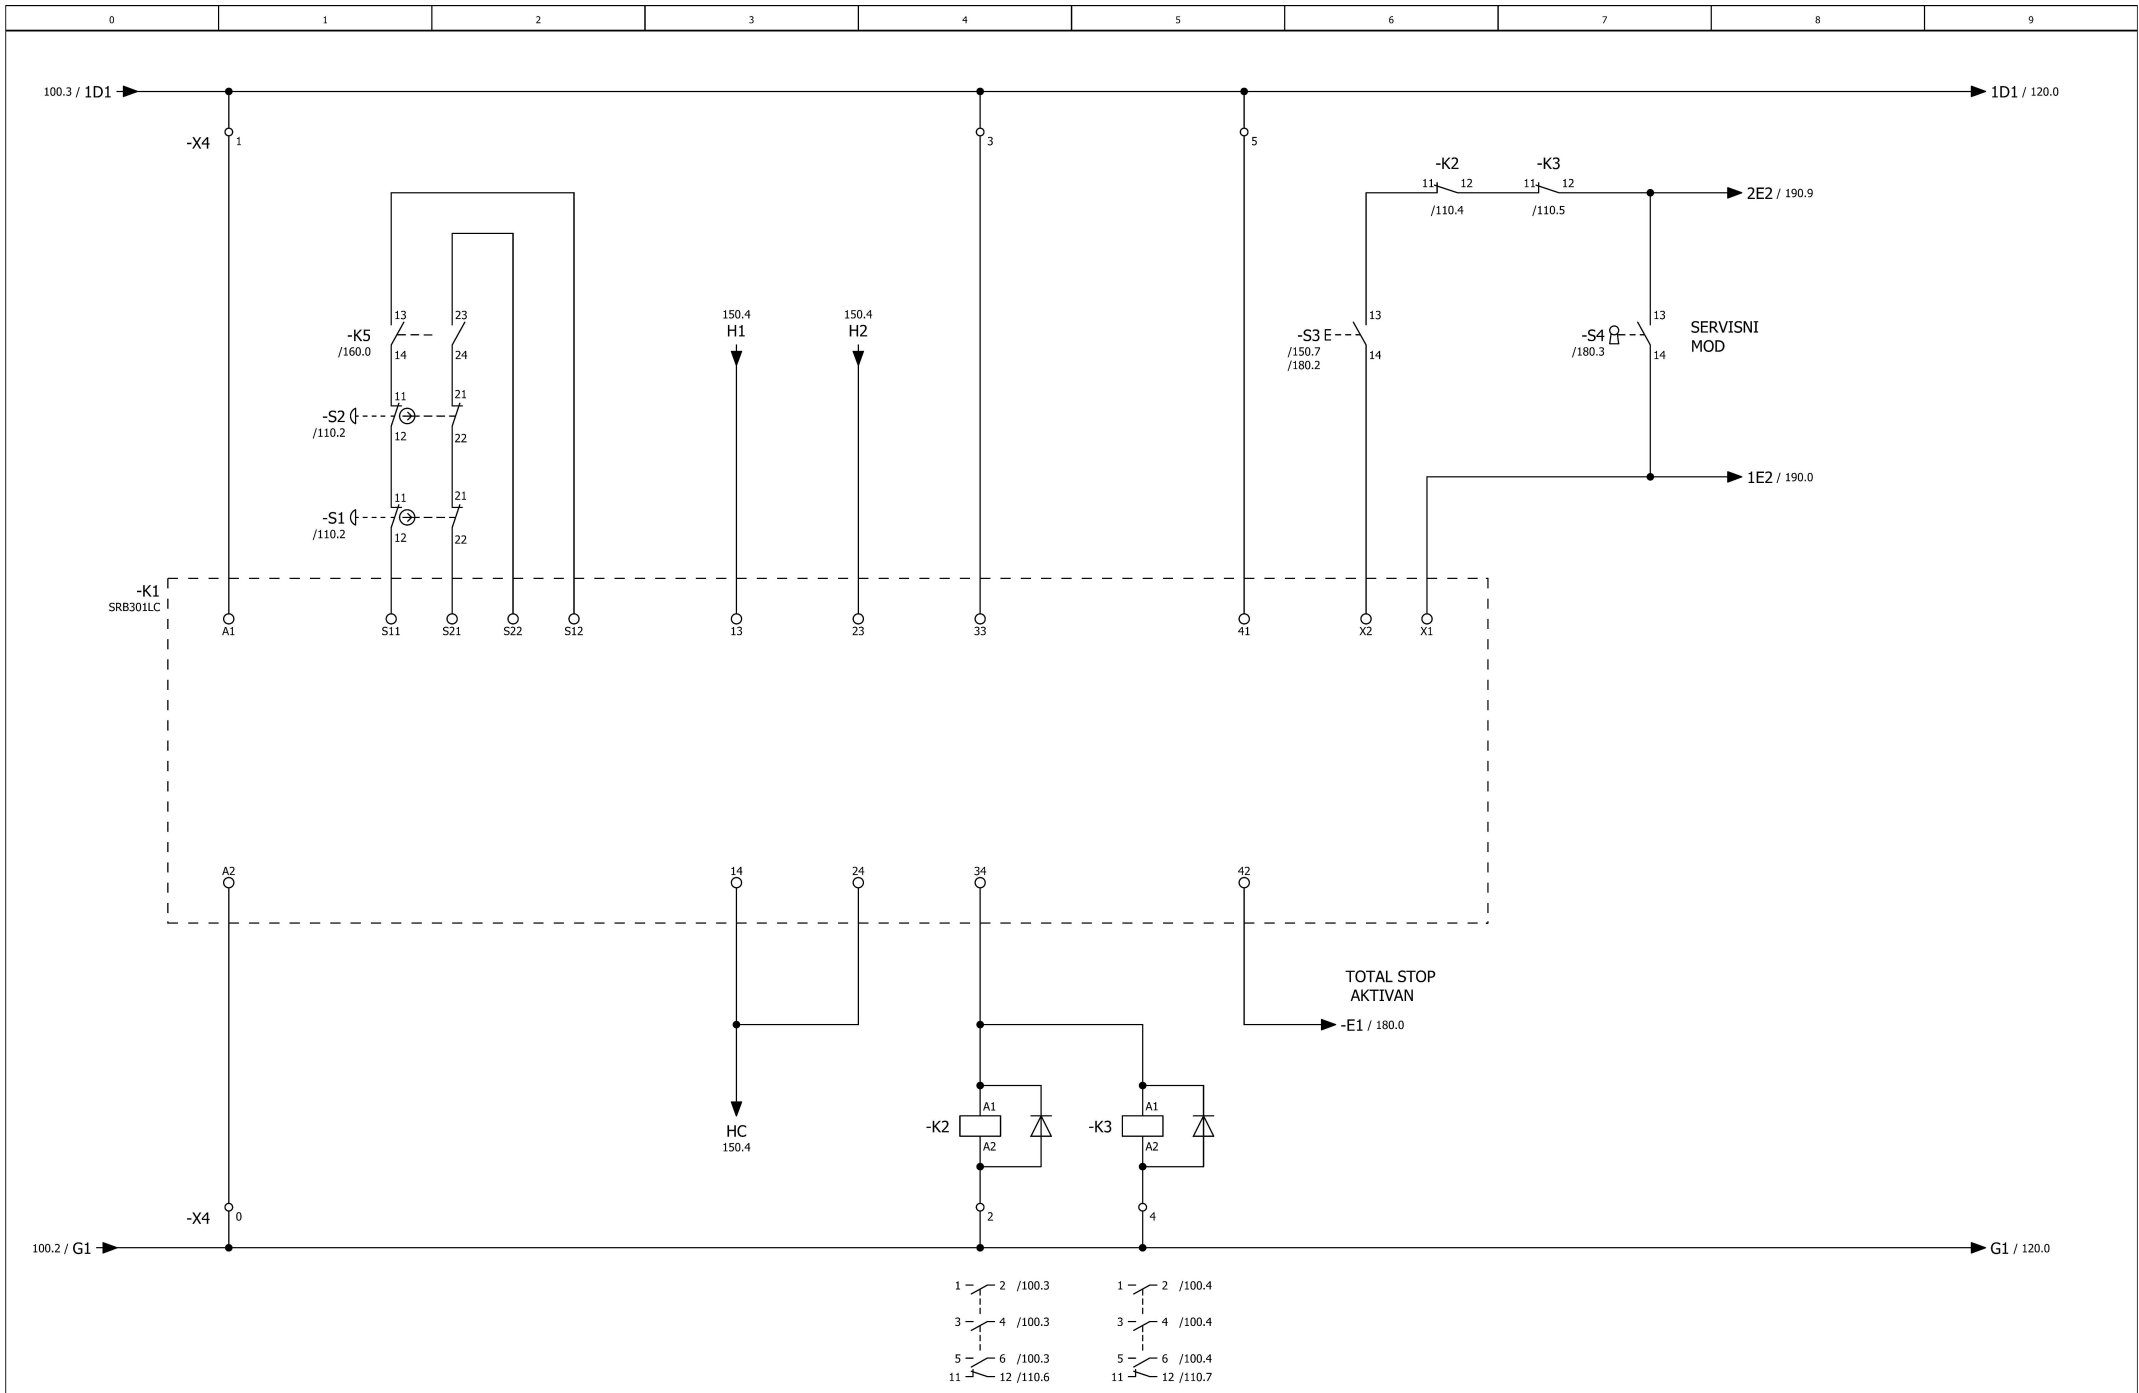 0 1 2 3 4 5 6 7 8 9
100.3 / 1D1
1D1 / 120.0
-X4
1
3
5
-K2
11 12
/110.4
-K3
11 12
/110.5
2E2 / 190.9
-K5
/160.0
13
14
23
24
150.4
H1
150.4
H2
-S3
/150.7
/180.2
13
14
-S4
/180.3
13
14
SERVISNI
MOD
-S2
/110.2
11
12
21
22
1E2 / 190.0
-S1
/110.2
11
12
21
22
-K1
SRB301LC
A1 S11 S21 S22 S12 13 23 33 41 X2 X1
A2 14 24 34 42
TOTAL STOP
AKTIVAN
-E1 / 180.0
HC
150.4
-K2
A1
A2
-K3
A1
A2
-X4
0
2
4
100.2 / G1
G1 / 120.0
1 2 /100.3
3 4 /100.3
5 6 /100.3
11 12 /110.6
1 2 /100.4
3 4 /100.4
5 6 /100.4
11 12 /110.7